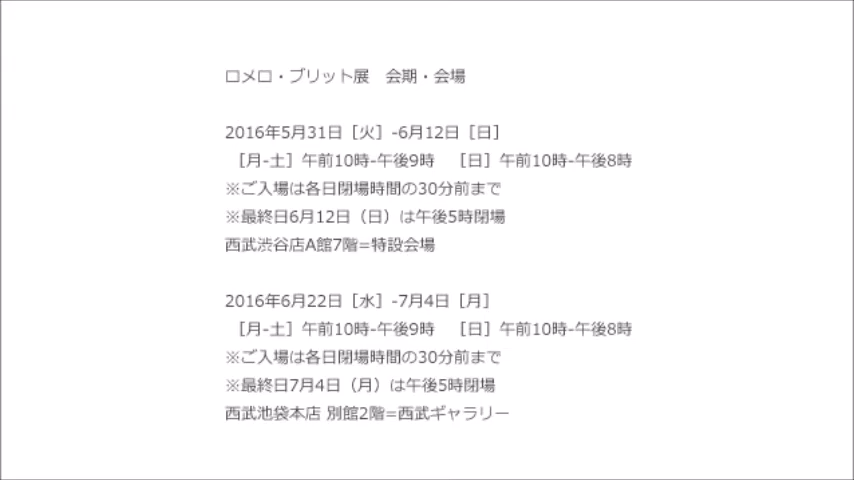 ロメロ・ブリット展　会期・会場
2016年5月31日［火］-6月12日［日］
［月-土］午前10時-午後9時　［日］午前10時-午後8時
※ご入場は各日閉場時間の30分前まで
※最終日6月12日（日）は午後5時閉場
西武渋谷店A館7階=特設会場
2016年6月22日［水］-7月4日［月］
［月-土］午前10時-午後9時　［日］午前10時-午後8時
※ご入場は各日閉場時間の30分前まで
※最終日7月4日（月）は午後5時閉場
西武池袋本店 別館2階=西武ギャラリー